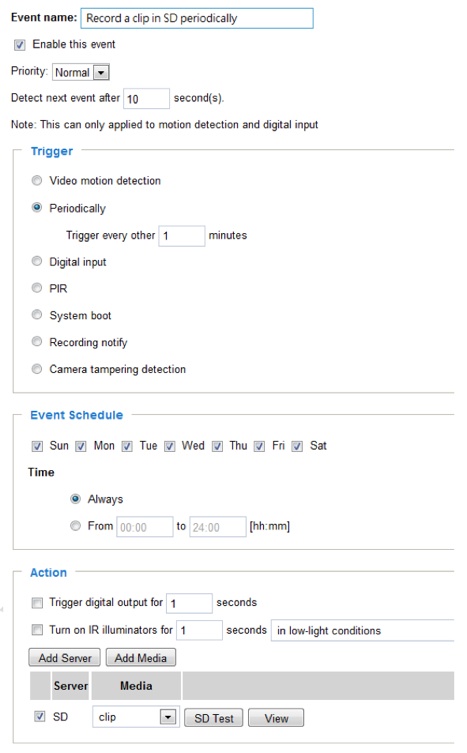 Event name: Record a clip in SD periodically
Enable this event
Priority: Normal
Detect next event after 10 second(s).
Note: This can only applied to motion detection and digital input
Trigger
Video motion detection
Periodically
Trigger every other 1 minutes
Digital input
PIR
System boot
Recording notify
Camera tampering detection
Event Schedule
Sun Mon Tue Wed Thu Fri Sat
Time
Always
From 00:00 to 24:00 [hh:mm]
Action
Trigger digital output for 1 seconds
Turn on IR illuminators for 1 seconds in low-light conditions
Add Server Add Media
Server Media
SD clip SD Test View